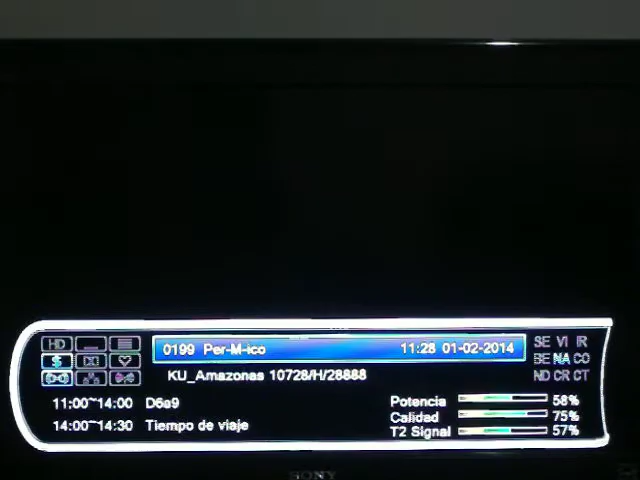 HD
$
0199 Per-M-ico 11:28 01-02-2014
SE VI IR
BE NA CO
ND CR CT
KU_Amazonas 10728/H/28888
11:00~14:00 D6a9
14:00~14:30 Tiempo de viaje
Potencia 58%
Calidad 75%
T2 Signal 57%
SONY